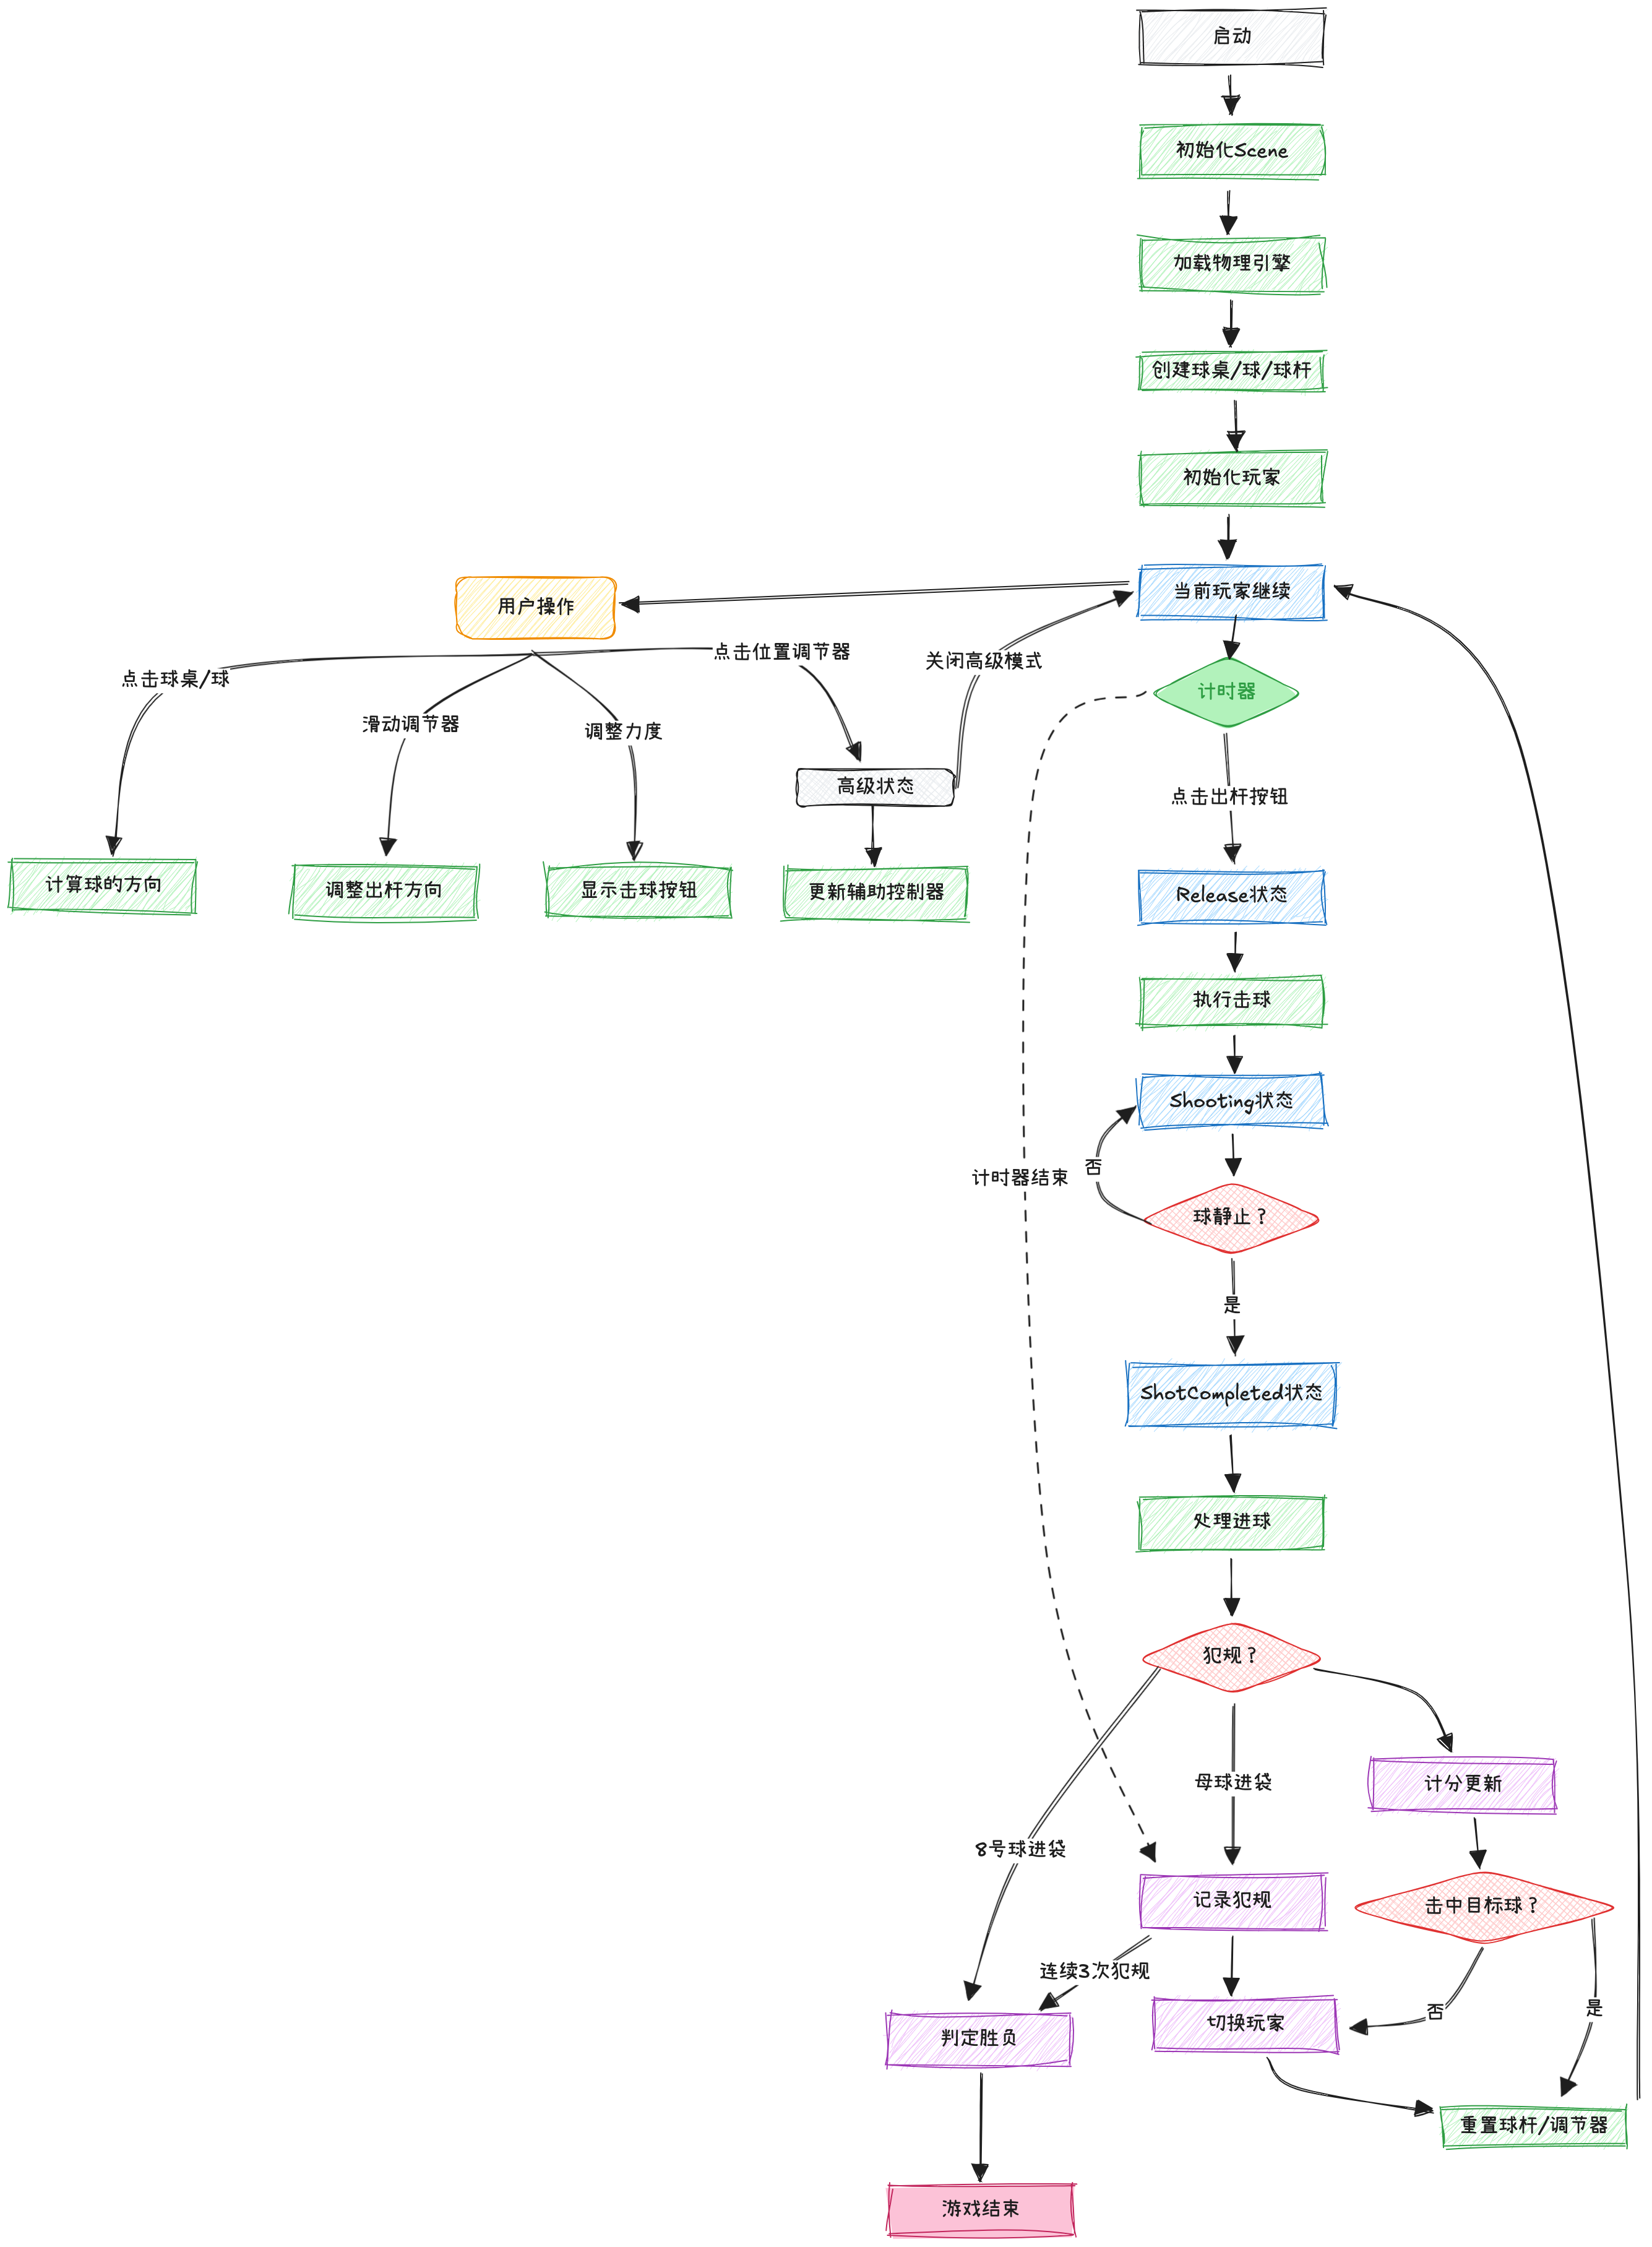 启动
初始化Scene
加载物理引擎
创建球桌/球/球杆
初始化玩家
当前玩家继续
用户操作
点击位置调节器
关闭高级模式
点击球桌/球
计时器
滑动调节器
调整力度
高级状态
点击出杆按钮
计算球的方向
调整出杆方向
显示击球按钮
更新辅助控制器
Release状态
执行击球
Shooting状态
否
计时器结束
球静止？
是
ShotCompleted状态
处理进球
犯规？
母球进袋
计分更新
8号球进袋
记录犯规
击中目标球？
连续3次犯规
否
是
切换玩家
判定胜负
重置球杆/调节器
游戏结束